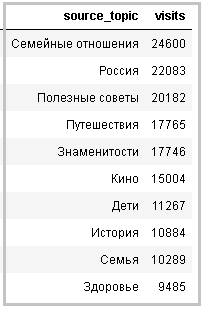 source_topic visits
Семейные отношения 24600
Россия 22083
Полезные советы 20182
Путешествия 17765
Знаменитости 17746
Кино 15004
Дети 11267
История 10884
Семья 10289
Здоровье 9485